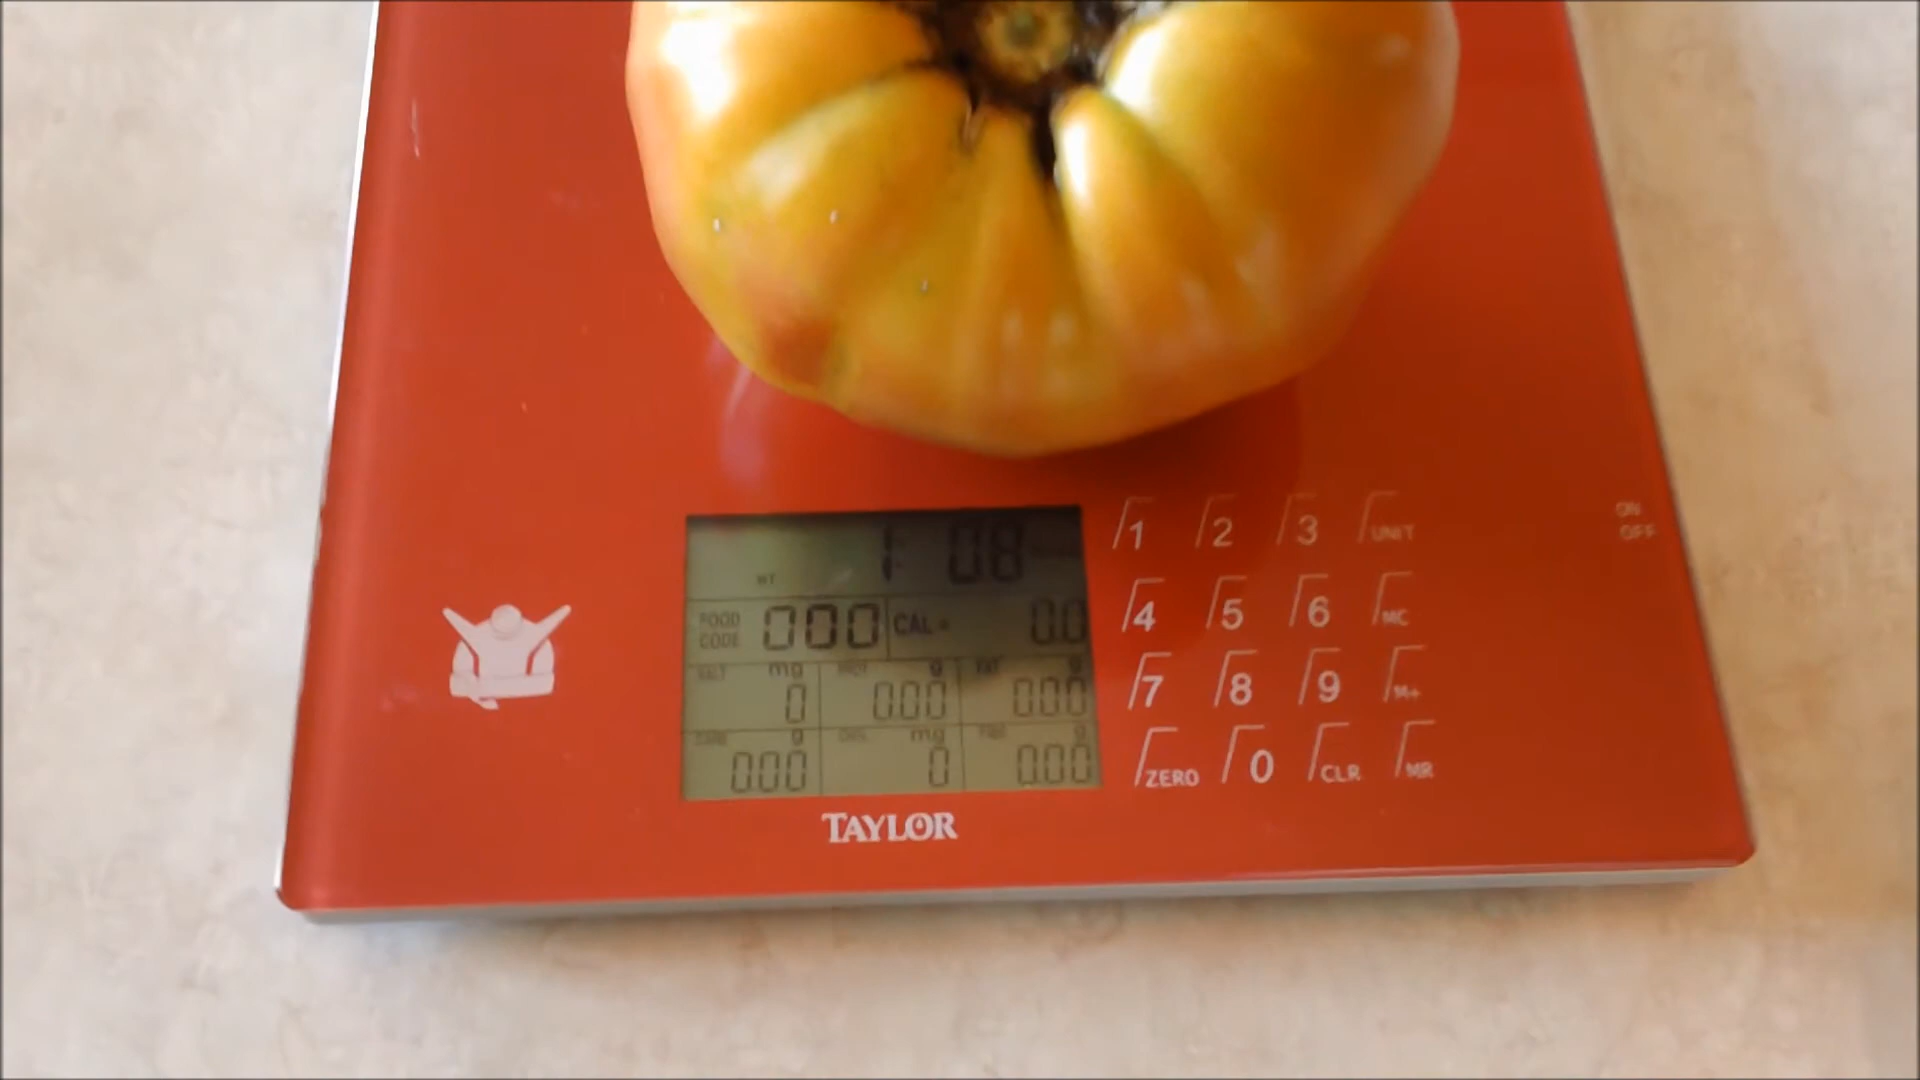 1: 08
WT
FOOD CODE 000 CAL = 0.0
mg g g
0 0.00 0.00
g mg g
0.00 0 0.00
TAYLOR
1 2 3 UNIT
4 5 6 MC
7 8 9 M+
ZERO 0 CLR MR
ON
OFF